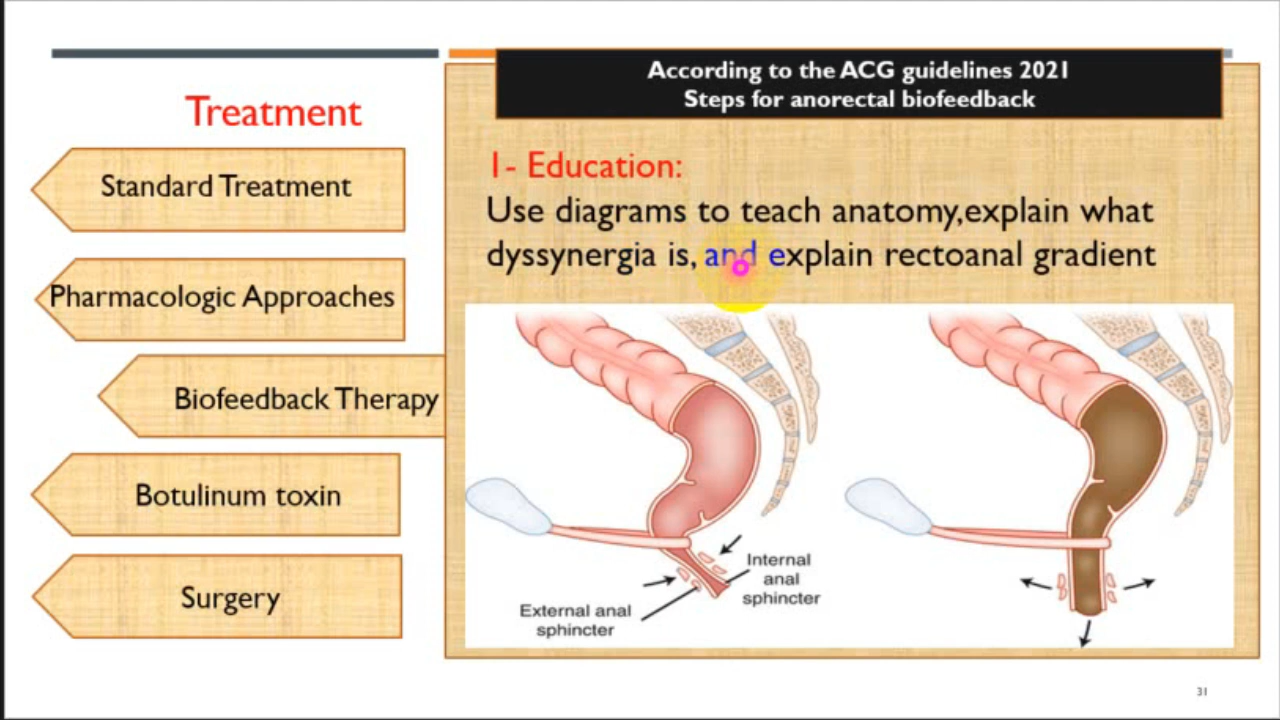 Treatment
Standard Treatment
Pharmacologic Approaches
Biofeedback Therapy
Botulinum toxin
Surgery
According to the ACG guidelines 2021
Steps for anorectal biofeedback
1- Education:
Use diagrams to teach anatomy,explain what
dyssynergia is, and explain rectoanal gradient
Internal
anal
sphincter
External anal
sphincter
31